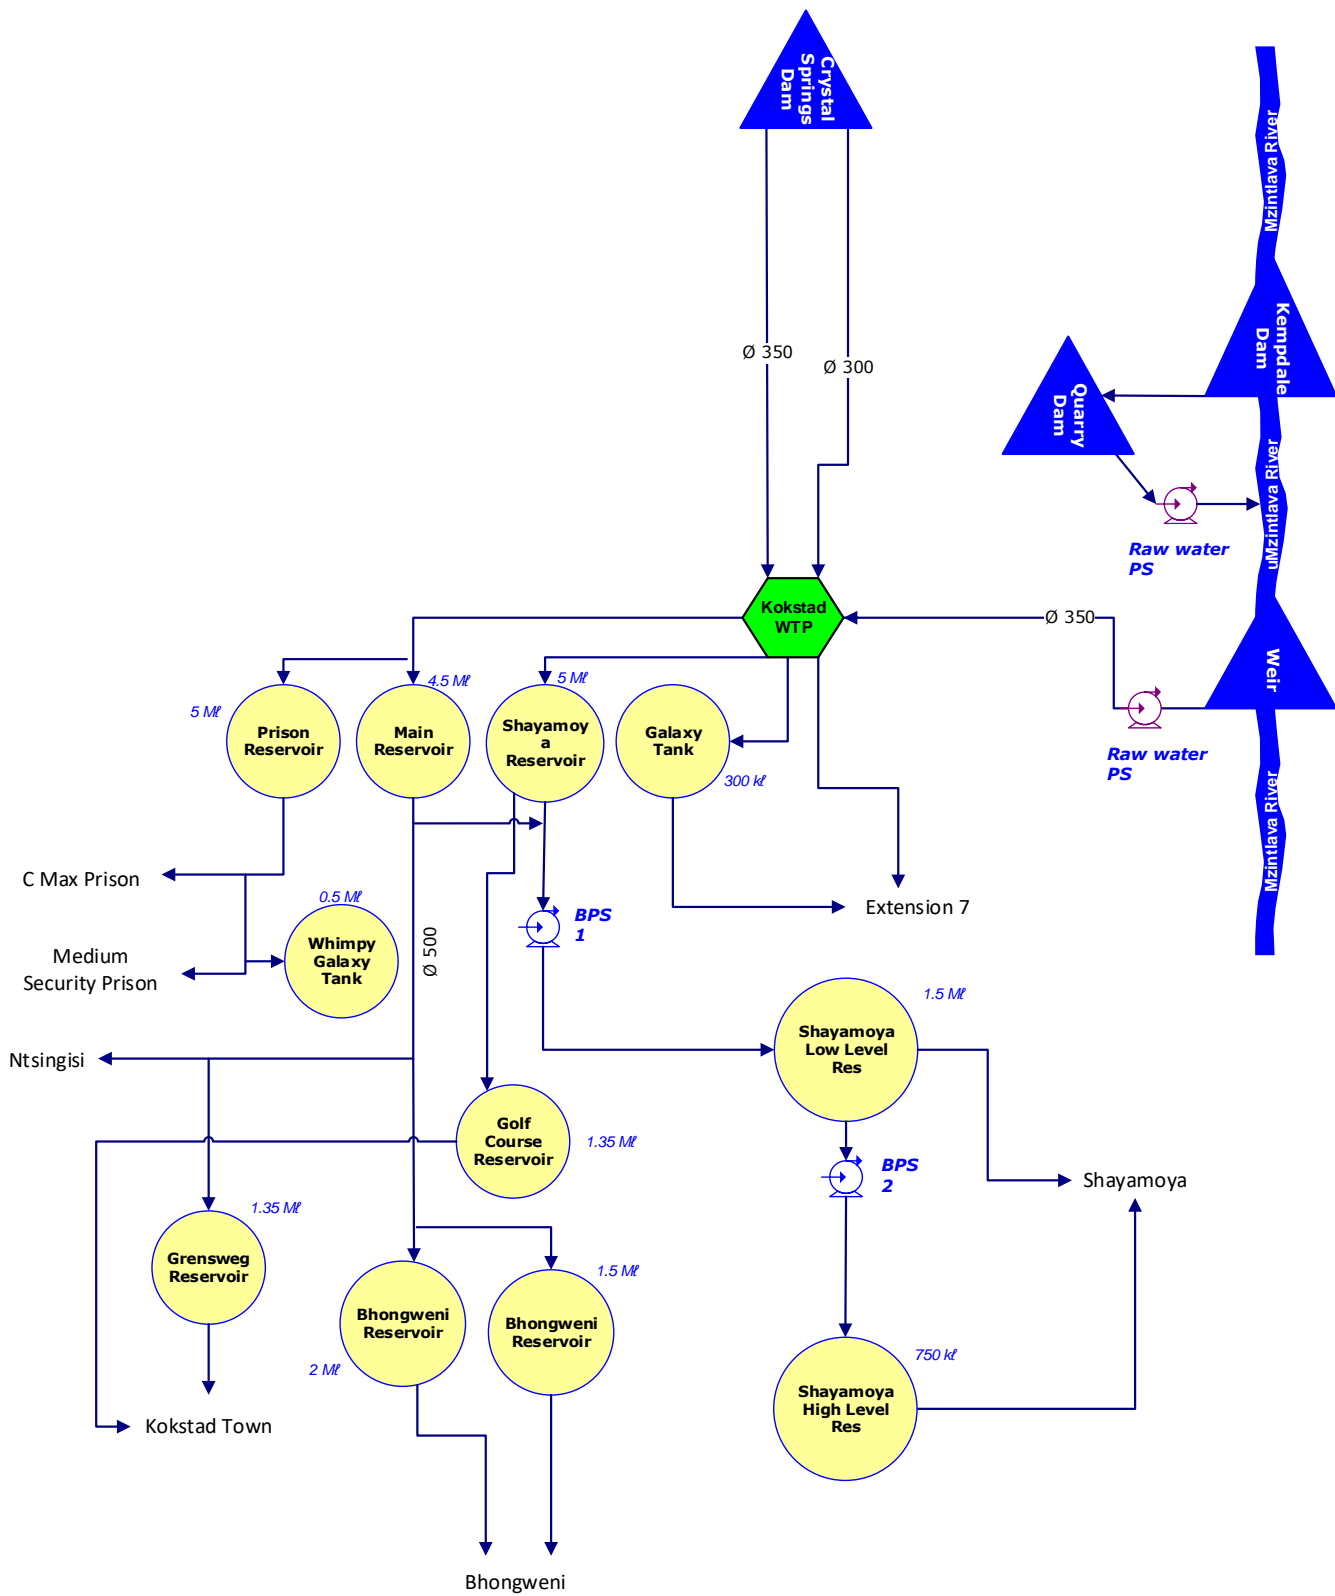 Crystal
Springs
Dam
Mzintlava River
Kempdale
Dam
Ø 350
Ø 300
Quarry
Dam
uMzintlava River
Raw water
PS
Kokstad
WTP
Ø 350
Weir
Raw water
PS
Mzintlava River
5 Mℓ
Prison
Reservoir
4.5 Mℓ
Main
Reservoir
5 Mℓ
Shayamoy
a
Reservoir
Galaxy
Tank
300 kℓ
C Max Prison
0.5 Mℓ
Whimpy
Galaxy
Tank
Medium
Security Prison
Ø 500
BPS
1
Extension 7
Ntsingisi
1.5 Mℓ
Shayamoya
Low Level
Res
Golf
Course
Reservoir
1.35 Mℓ
BPS
2
Shayamoya
1.35 Mℓ
Grensweg
Reservoir
Bhongweni
Reservoir
2 Mℓ
1.5 Mℓ
Bhongweni
Reservoir
750 kℓ
Shayamoya
High Level
Res
Kokstad Town
Bhongweni